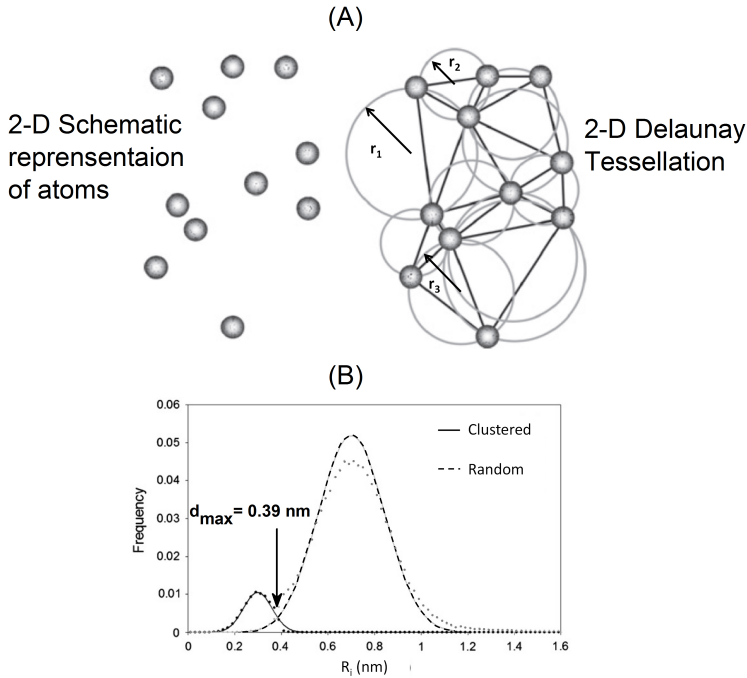 (A)
2-D Schematic
reprensentaion
of atoms
r2
r1
r3
2-D Delaunay
Tessellation
(B)
0.06
0.05
0.04
0.03
0.02
0.01
0
Frequency
Clustered
Random
dmax= 0.39 nm
0 0.2 0.4 0.6 0.8 1 1.2 1.4 1.6
Ri (nm)